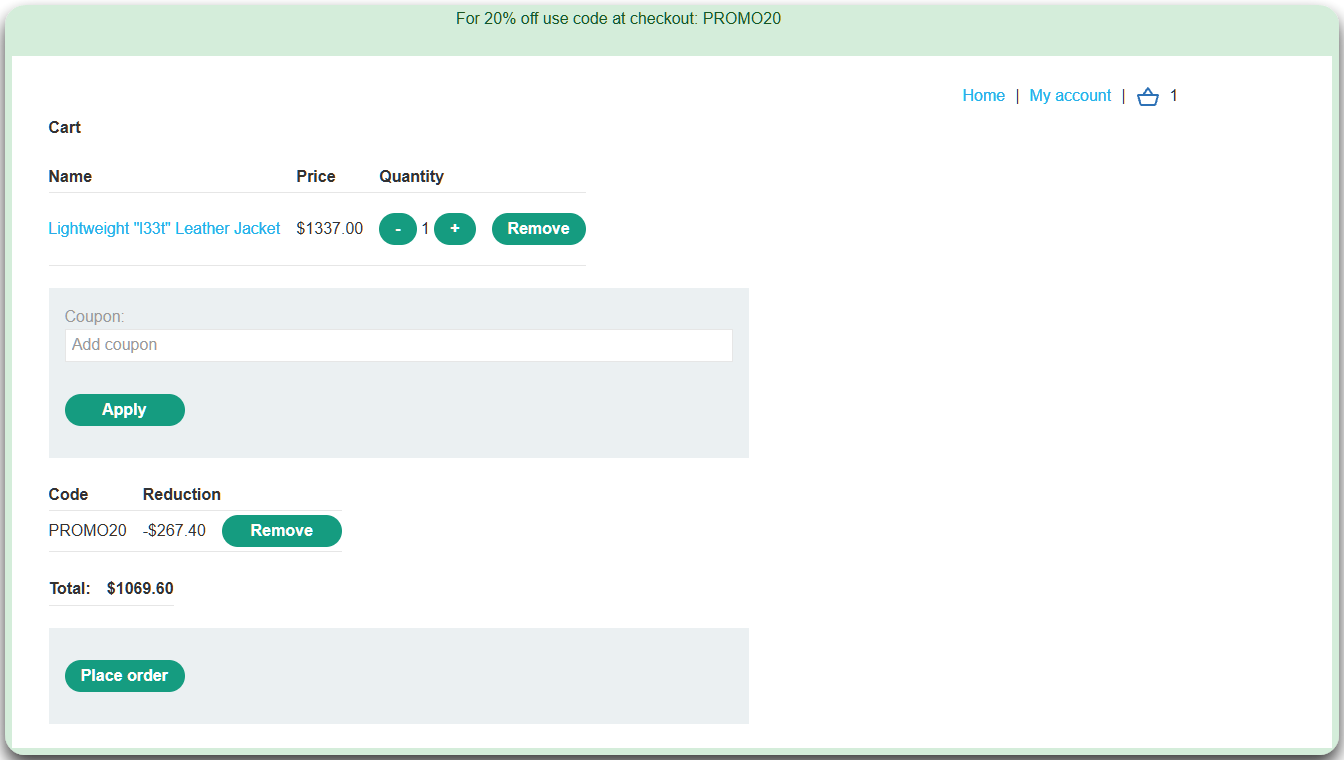 For 20% off use code at checkout: PROMO20
Home | My account | 1
Cart
Name Price Quantity
Lightweight "l33t" Leather Jacket $1337.00 - 1 + Remove
Coupon:
Add coupon
Apply
Code Reduction
PROMO20 -$267.40 Remove
Total: $1069.60
Place order